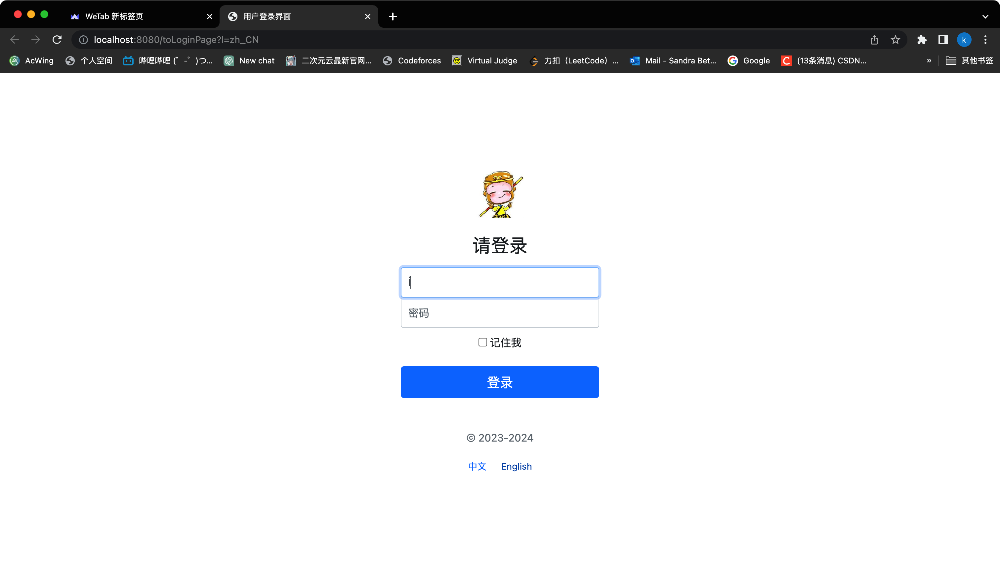 WeTab 新标签页
用户登录界面
localhost:8080/toLoginPage?l=zh_CN
k
AcWing
个人空间
哔哩哔哩 (゜-゜)つ...
New chat
二次元云最新官网...
Codeforces
Virtual Judge
力扣（LeetCode）...
Mail - Sandra Bet...
Google
(13条消息) CSDN...
»
其他书签
请登录
密码
记住我
登录
© 2023-2024
中文 English